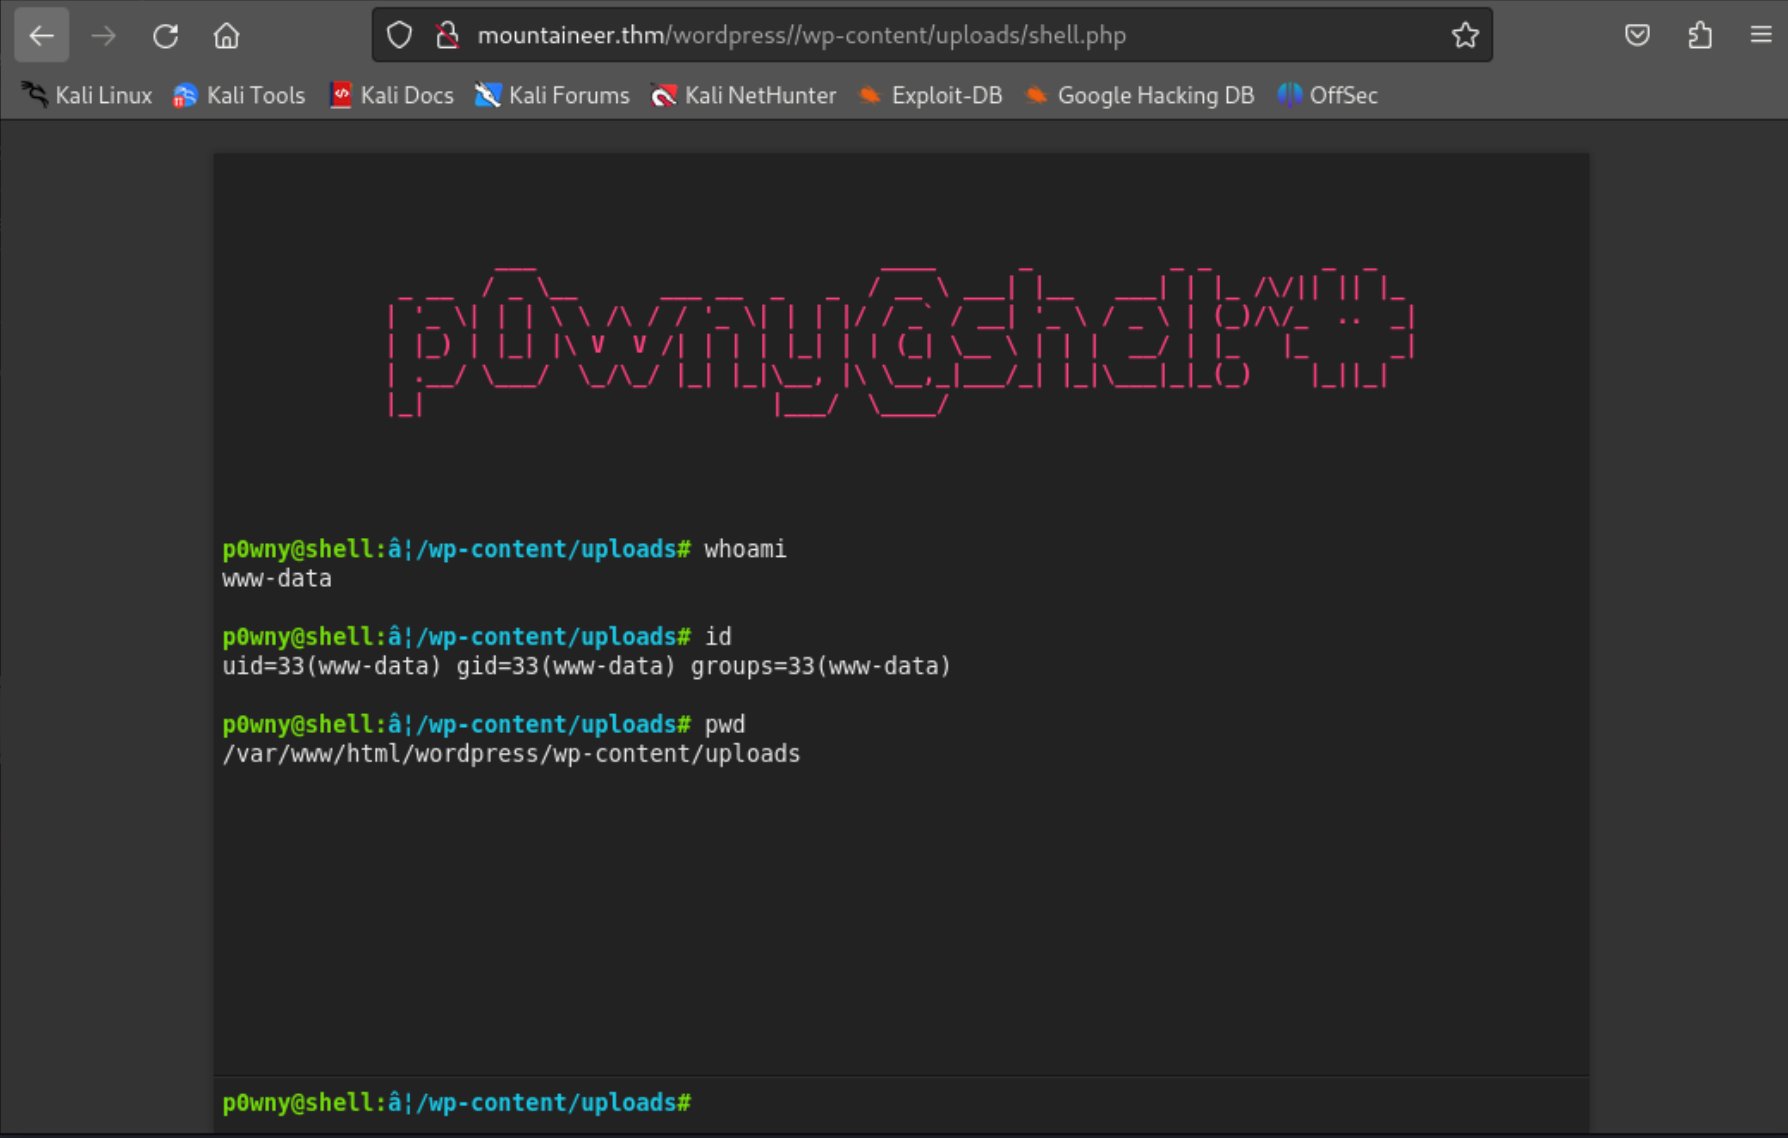 mountaineer.thm/wordpress//wp-content/uploads/shell.php
Kali Linux Kali Tools Kali Docs Kali Forums Kali NetHunter Exploit-DB Google Hacking DB OffSec
p0wny@shell:~#
p0wny@shell:â¦/wp-content/uploads# whoami
www-data
p0wny@shell:â¦/wp-content/uploads# id
uid=33(www-data) gid=33(www-data) groups=33(www-data)
p0wny@shell:â¦/wp-content/uploads# pwd
/var/www/html/wordpress/wp-content/uploads
p0wny@shell:â¦/wp-content/uploads#